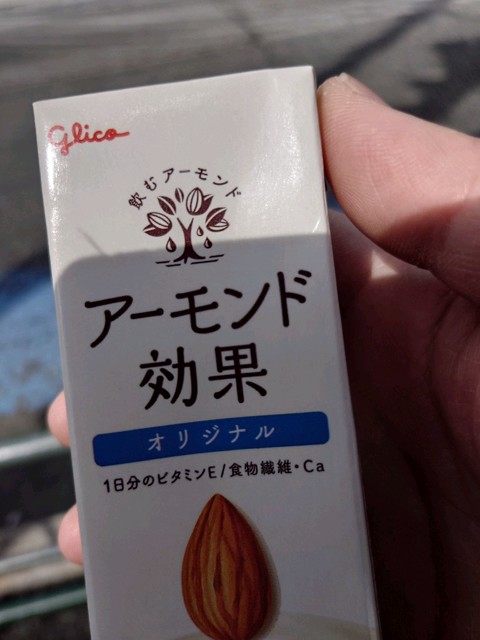 Glico
飲むアーモンド
アーモンド
効果
オリジナル
1日分のビタミンE/食物繊維・Ca